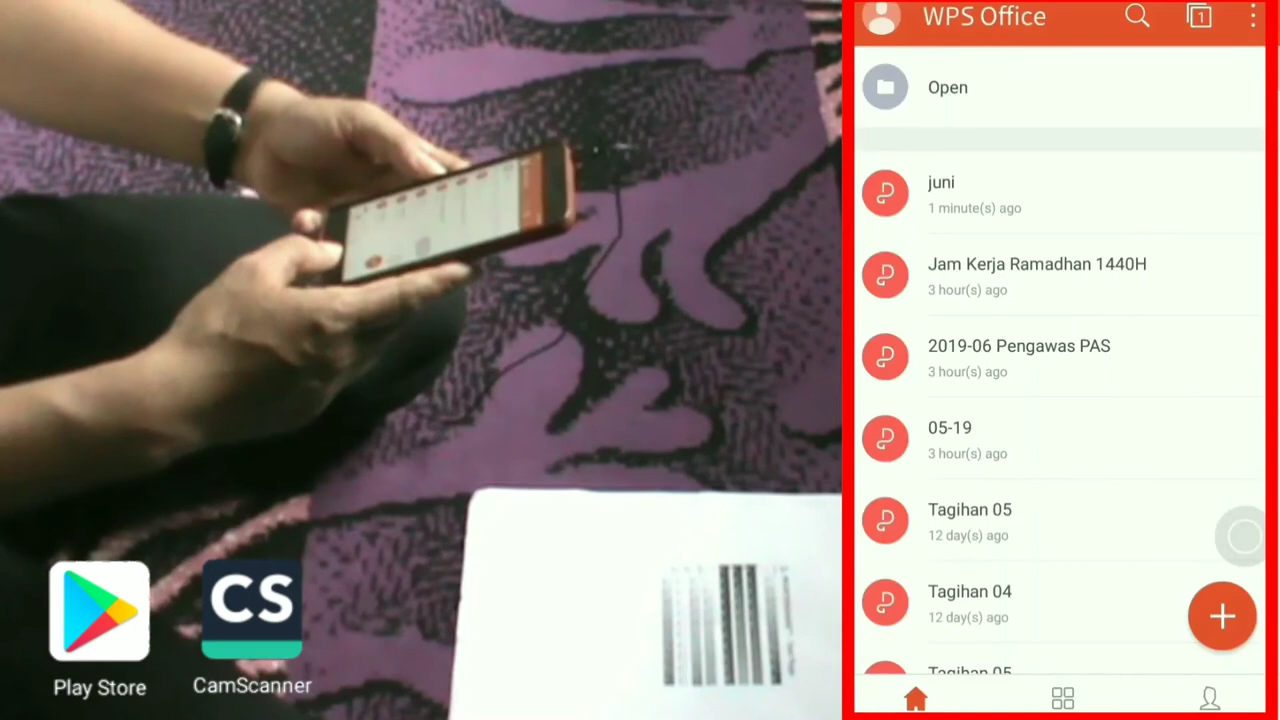 WPS Office
1
Open
juni
1 minute(s) ago
Jam Kerja Ramadhan 1440H
3 hour(s) ago
2019-06 Pengawas PAS
3 hour(s) ago
05-19
3 hour(s) ago
Tagihan 05
12 day(s) ago
Tagihan 04
12 day(s) ago
Tagihan 05
CS
Play Store
CamScanner